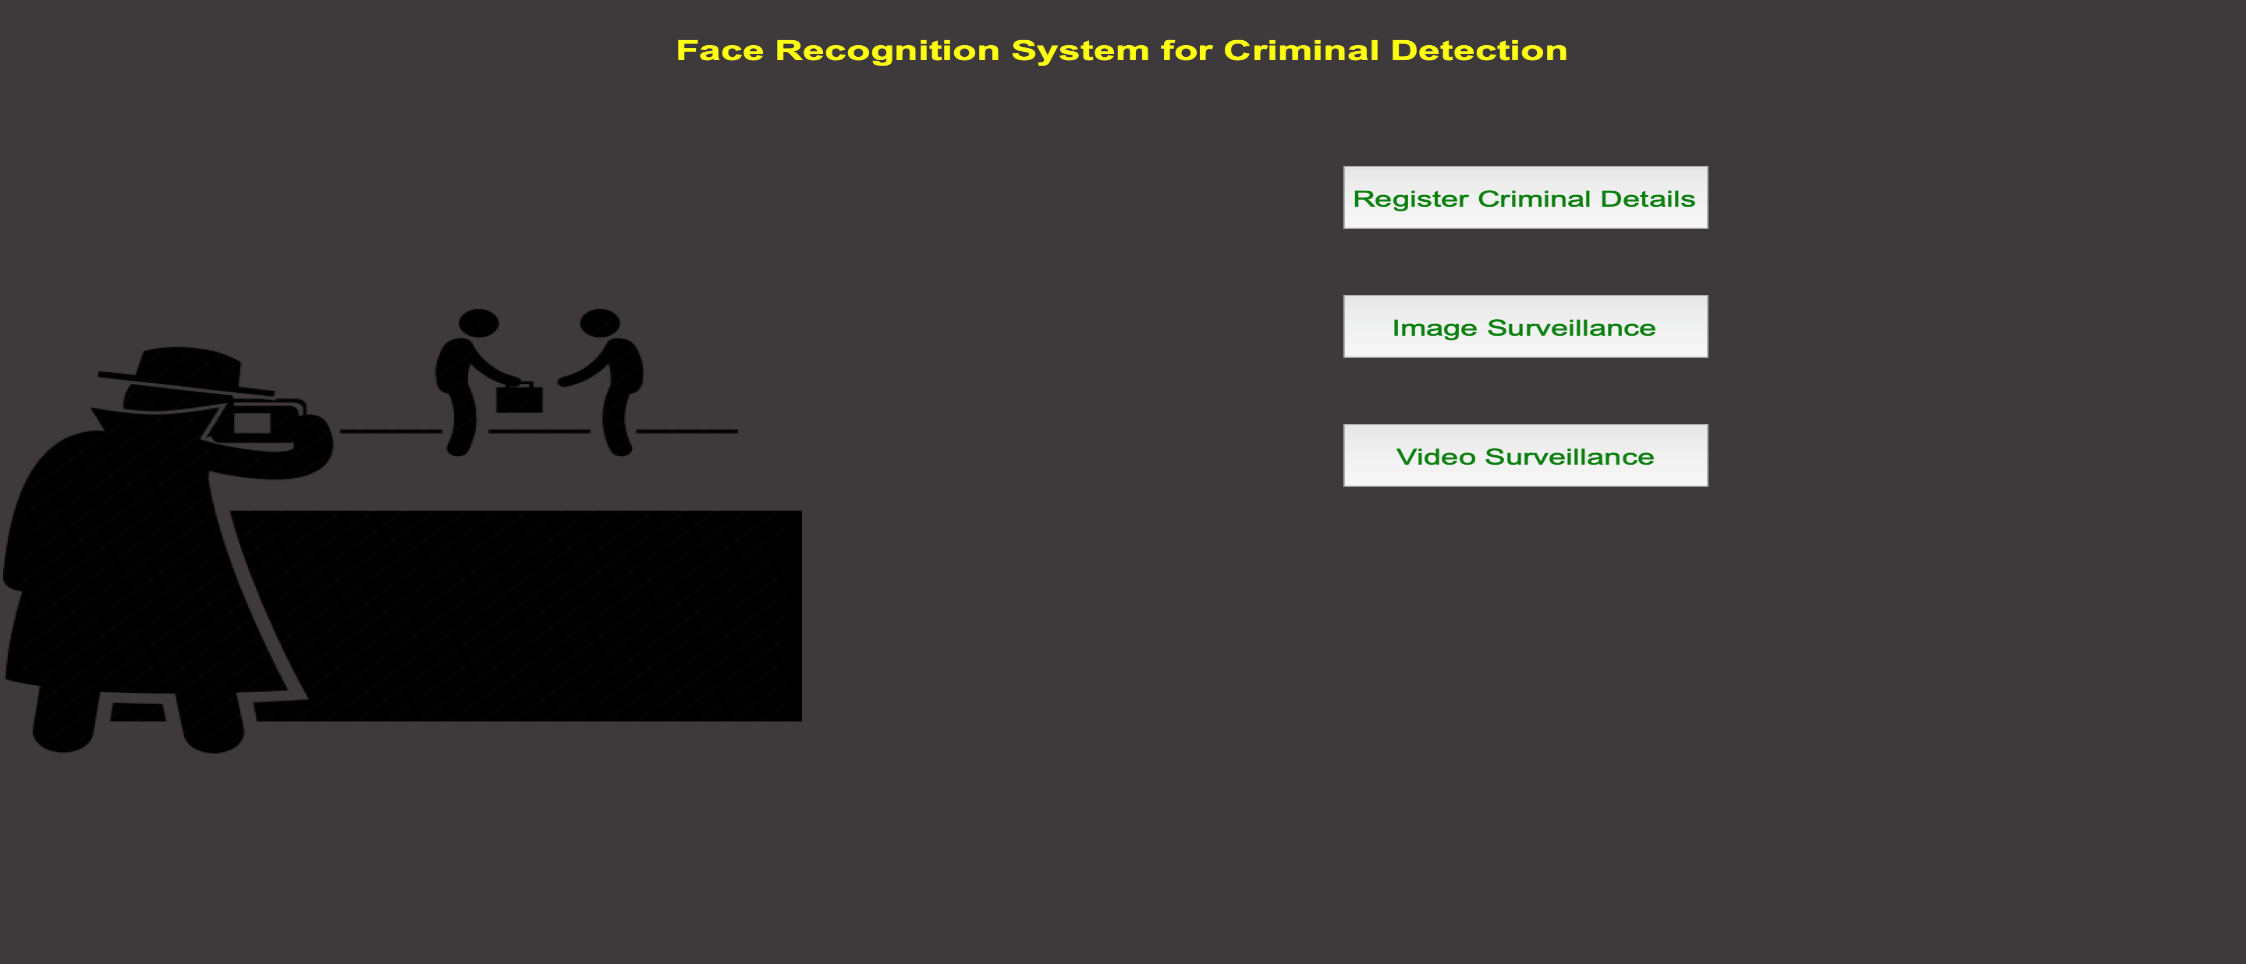 Face Recognition System for Criminal Detection
Register Criminal Details
Image Surveillance
Video Surveillance